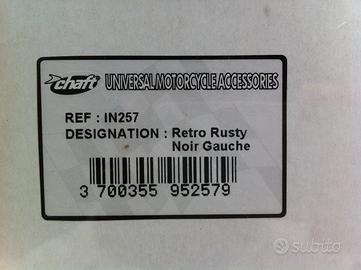 chaft UNIVERSAL MOTORCYCLE ACCESSORIES
REF : IN257
DESIGNATION : Retro Rusty
Noir Gauche
3 700355 952579
subito